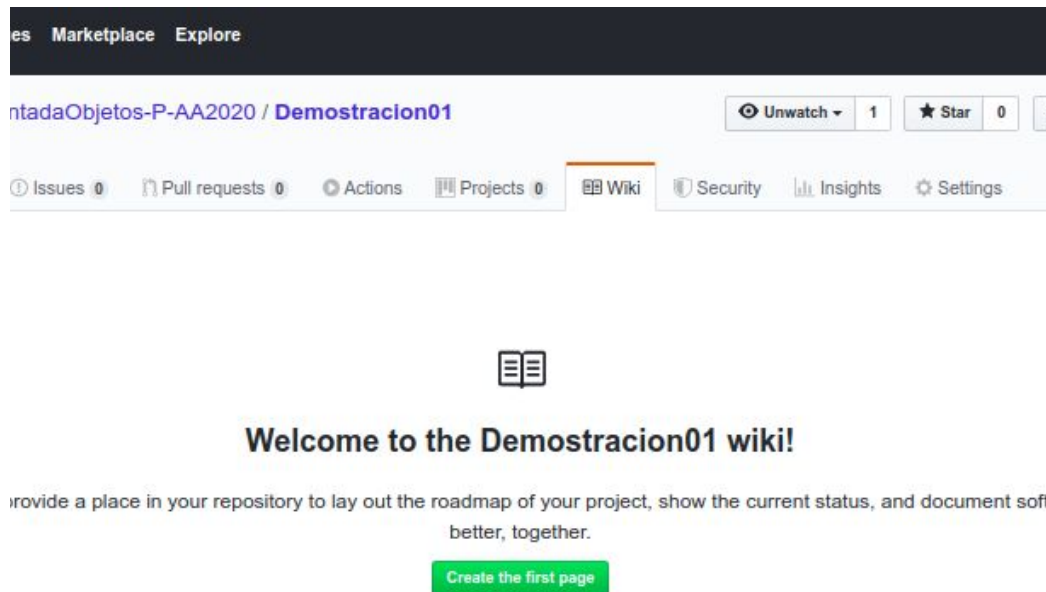 es Marketplace Explore
ntadaObjetos-P-AA2020 / Demostracion01
Unwatch 1 Star 0
Issues 0 Pull requests 0 Actions Projects 0 Wiki Security Insights Settings
Welcome to the Demostracion01 wiki!
rovide a place in your repository to lay out the roadmap of your project, show the current status, and document soft
better, together.
Create the first page